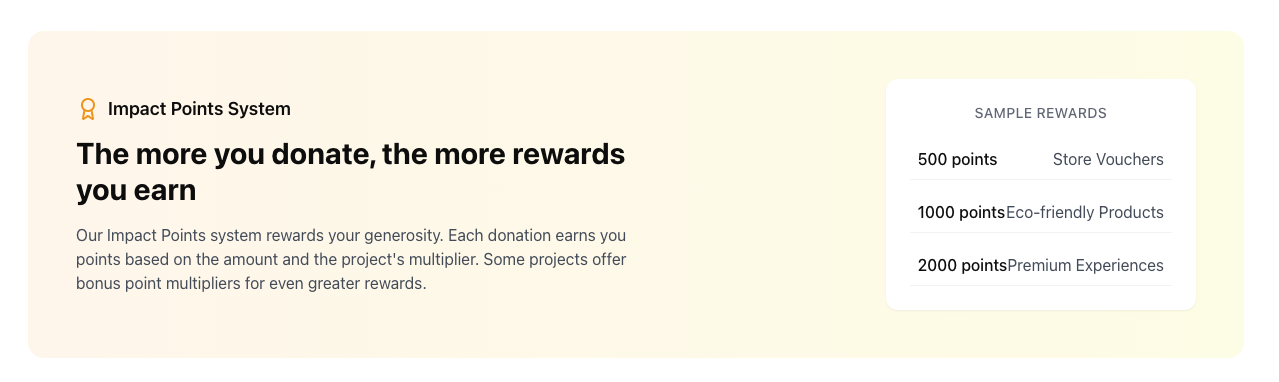 Impact Points System
The more you donate, the more rewards
you earn
Our Impact Points system rewards your generosity. Each donation earns you
points based on the amount and the project's multiplier. Some projects offer
bonus point multipliers for even greater rewards.
SAMPLE REWARDS
500 points Store Vouchers
1000 points Eco-friendly Products
2000 points Premium Experiences